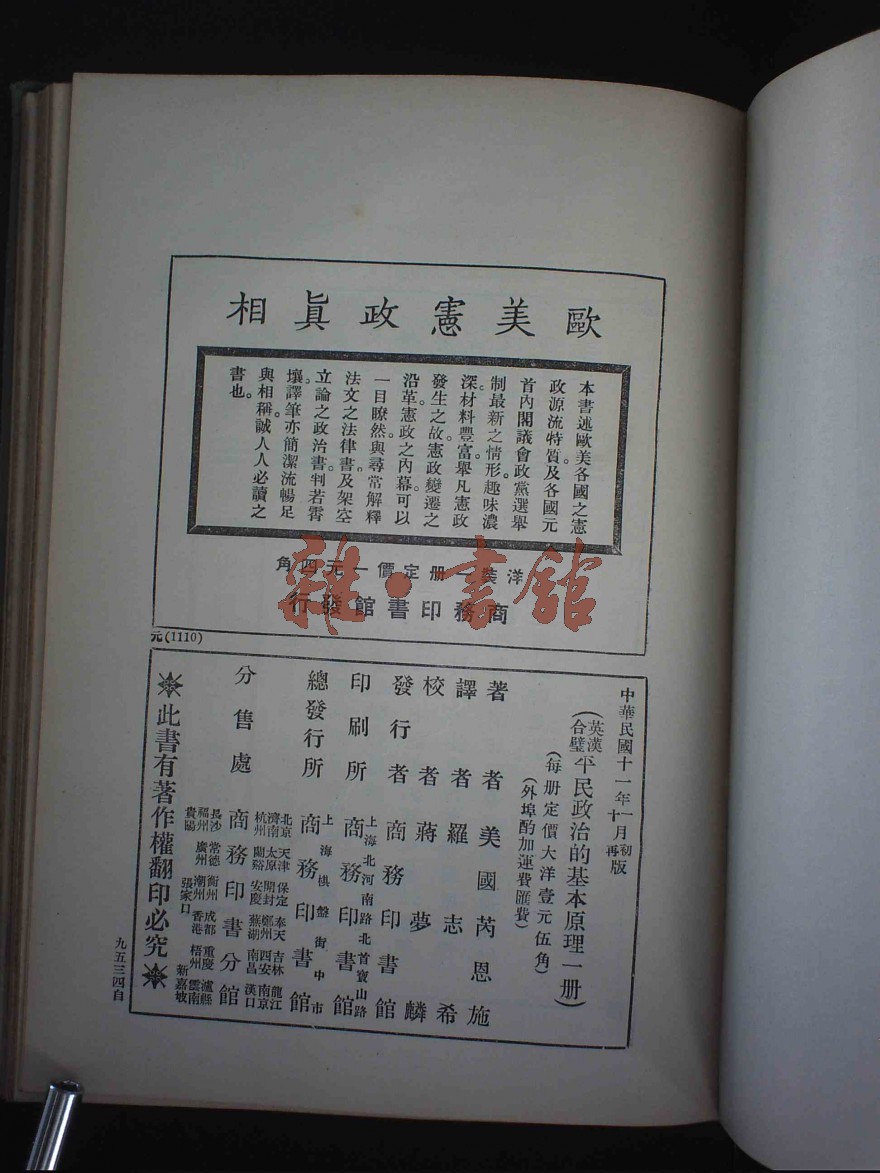 歐美憲政眞相
本書述歐美各國之憲
政源流特質及各國元
首內閣議會政黨選舉
制最新之情形。趣味濃
深。材料豐富。舉凡憲政
發生之故。憲政變遷之
沿革。憲政之內幕。可以
一目瞭然。與尋常解釋
法文之法律書。及架空
立論之政治書。判若霄
壤。譯筆亦簡潔流暢足
與相稱。誠人人必讀之
書也。
洋裝一册定價一元四角
商務印書館發行
雜·書館
元(1110)
中華民國十一年一月初版
十月再版
(英漢合璧平民政治的基本原理一册)
(每册定價大洋壹元伍角)
(外埠酌加運費匯費)
著者 美國芮恩施
譯者 羅志希
校者 蔣夢麟
發行者 商務印書館
上海北河南路北首寶山路
印刷所 商務印書館
上海棋盤街中市
總發行所 商務印書館
北京 天津 保定 奉天 吉林 龍江
濟南 太原 開封 鄭州 西安 南京
杭州 蘭谿 安慶 蕪湖 南昌 漢口
分售處 商務印書分館
長沙 常德 衡州 成都 重慶 瀘縣
福州 廣州 潮州 香港 梧州 雲南
貴陽 張家口 新嘉坡
此書有著作權翻印必究
九五三四自